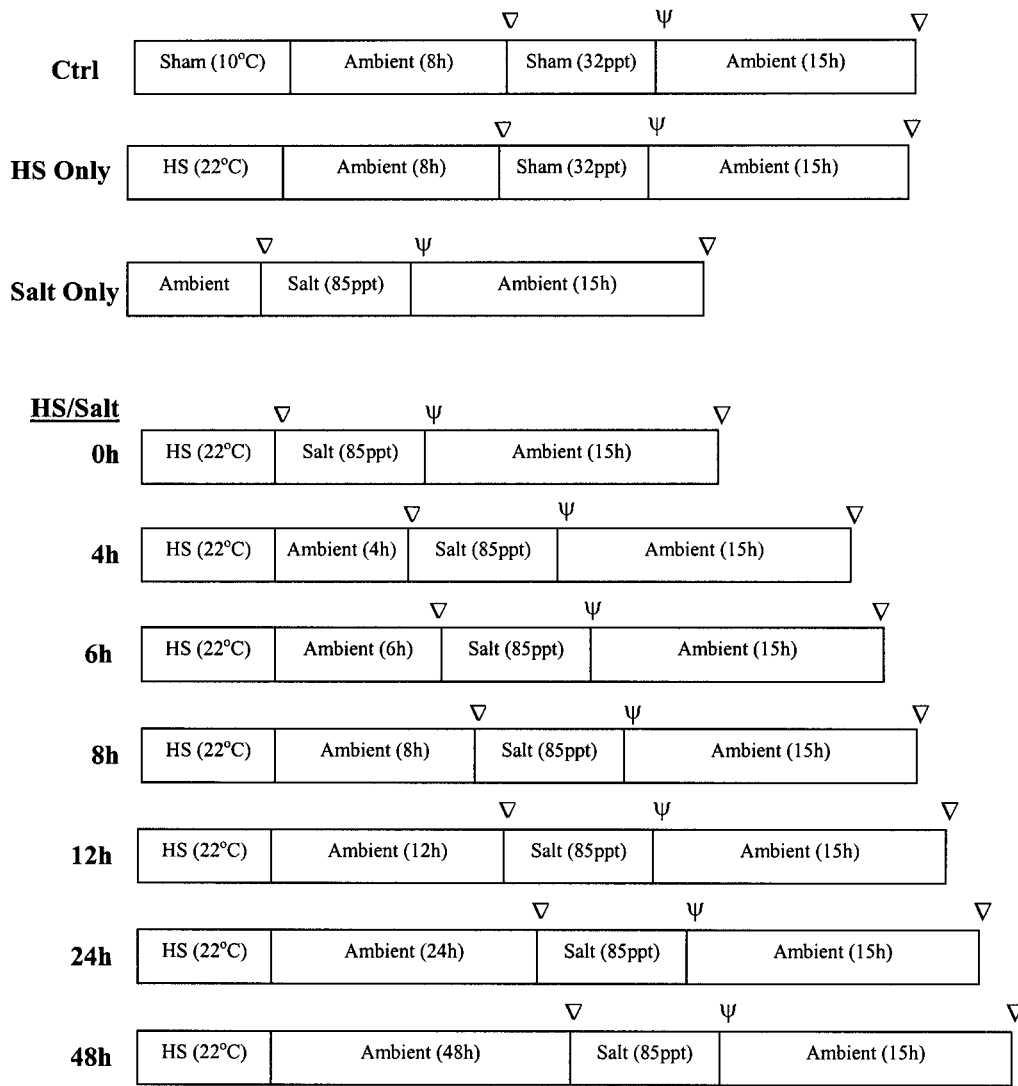 ∇ ψ ∇
Ctrl Sham (10°C) Ambient (8h) Sham (32ppt) Ambient (15h)
∇ ψ ∇
HS Only HS (22°C) Ambient (8h) Sham (32ppt) Ambient (15h)
∇ ψ ∇
Salt Only Ambient Salt (85ppt) Ambient (15h)
HS/Salt
∇ ψ ∇
0h HS (22°C) Salt (85ppt) Ambient (15h)
∇ ψ ∇
4h HS (22°C) Ambient (4h) Salt (85ppt) Ambient (15h)
∇ ψ ∇
6h HS (22°C) Ambient (6h) Salt (85ppt) Ambient (15h)
∇ ψ ∇
8h HS (22°C) Ambient (8h) Salt (85ppt) Ambient (15h)
∇ ψ ∇
12h HS (22°C) Ambient (12h) Salt (85ppt) Ambient (15h)
∇ ψ ∇
24h HS (22°C) Ambient (24h) Salt (85ppt) Ambient (15h)
∇ ψ ∇
48h HS (22°C) Ambient (48h) Salt (85ppt) Ambient (15h)